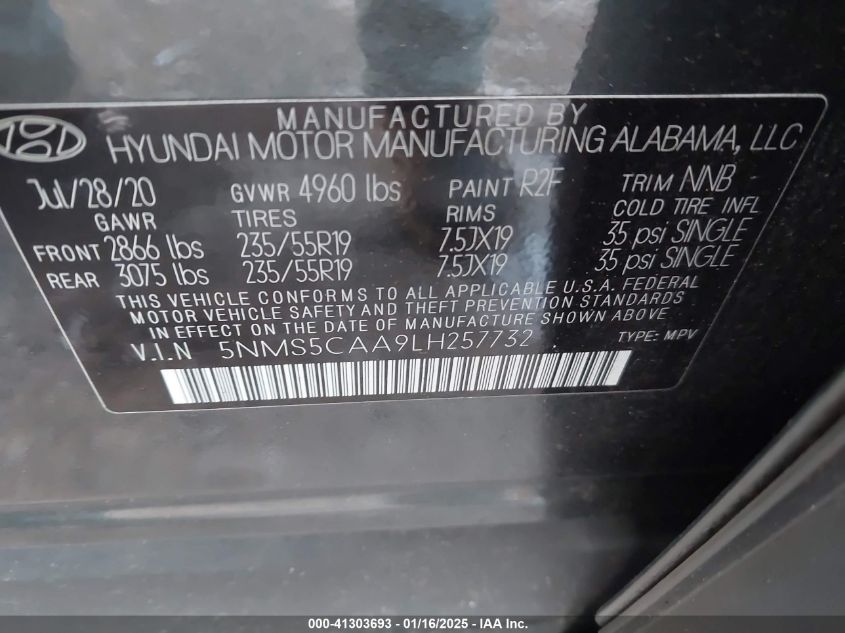 MANUFACTURED BY
HYUNDAI MOTOR MANUFACTURING ALABAMA, LLC
Jul/28/20 GVWR 4960 lbs PAINT R2F TRIM NNB
GAWR TIRES RIMS COLD TIRE INFL
FRONT 2866 lbs 235/55R19 7.5JX19 35 psi SINGLE
REAR 3075 lbs 235/55R19 7.5JX19 35 psi SINGLE
THIS VEHICLE CONFORMS TO ALL APPLICABLE U.S.A. FEDERAL
MOTOR VEHICLE SAFETY AND THEFT PREVENTION STANDARDS
IN EFFECT ON THE DATE OF MANUFACTURE SHOWN ABOVE.
V.I.N 5NMS5CAA9LH257732 TYPE: MPV
000-41303693 - 01/16/2025 - IAA Inc.